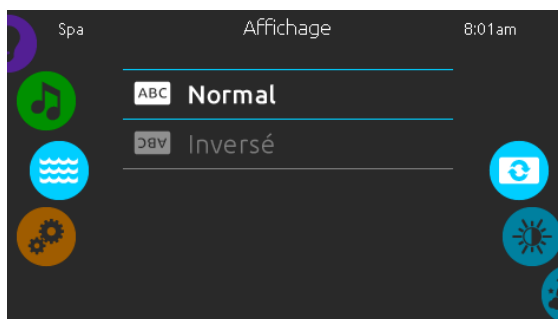 Spa
Affichage
8:01am
ABC
Normal
ABC
Inversé